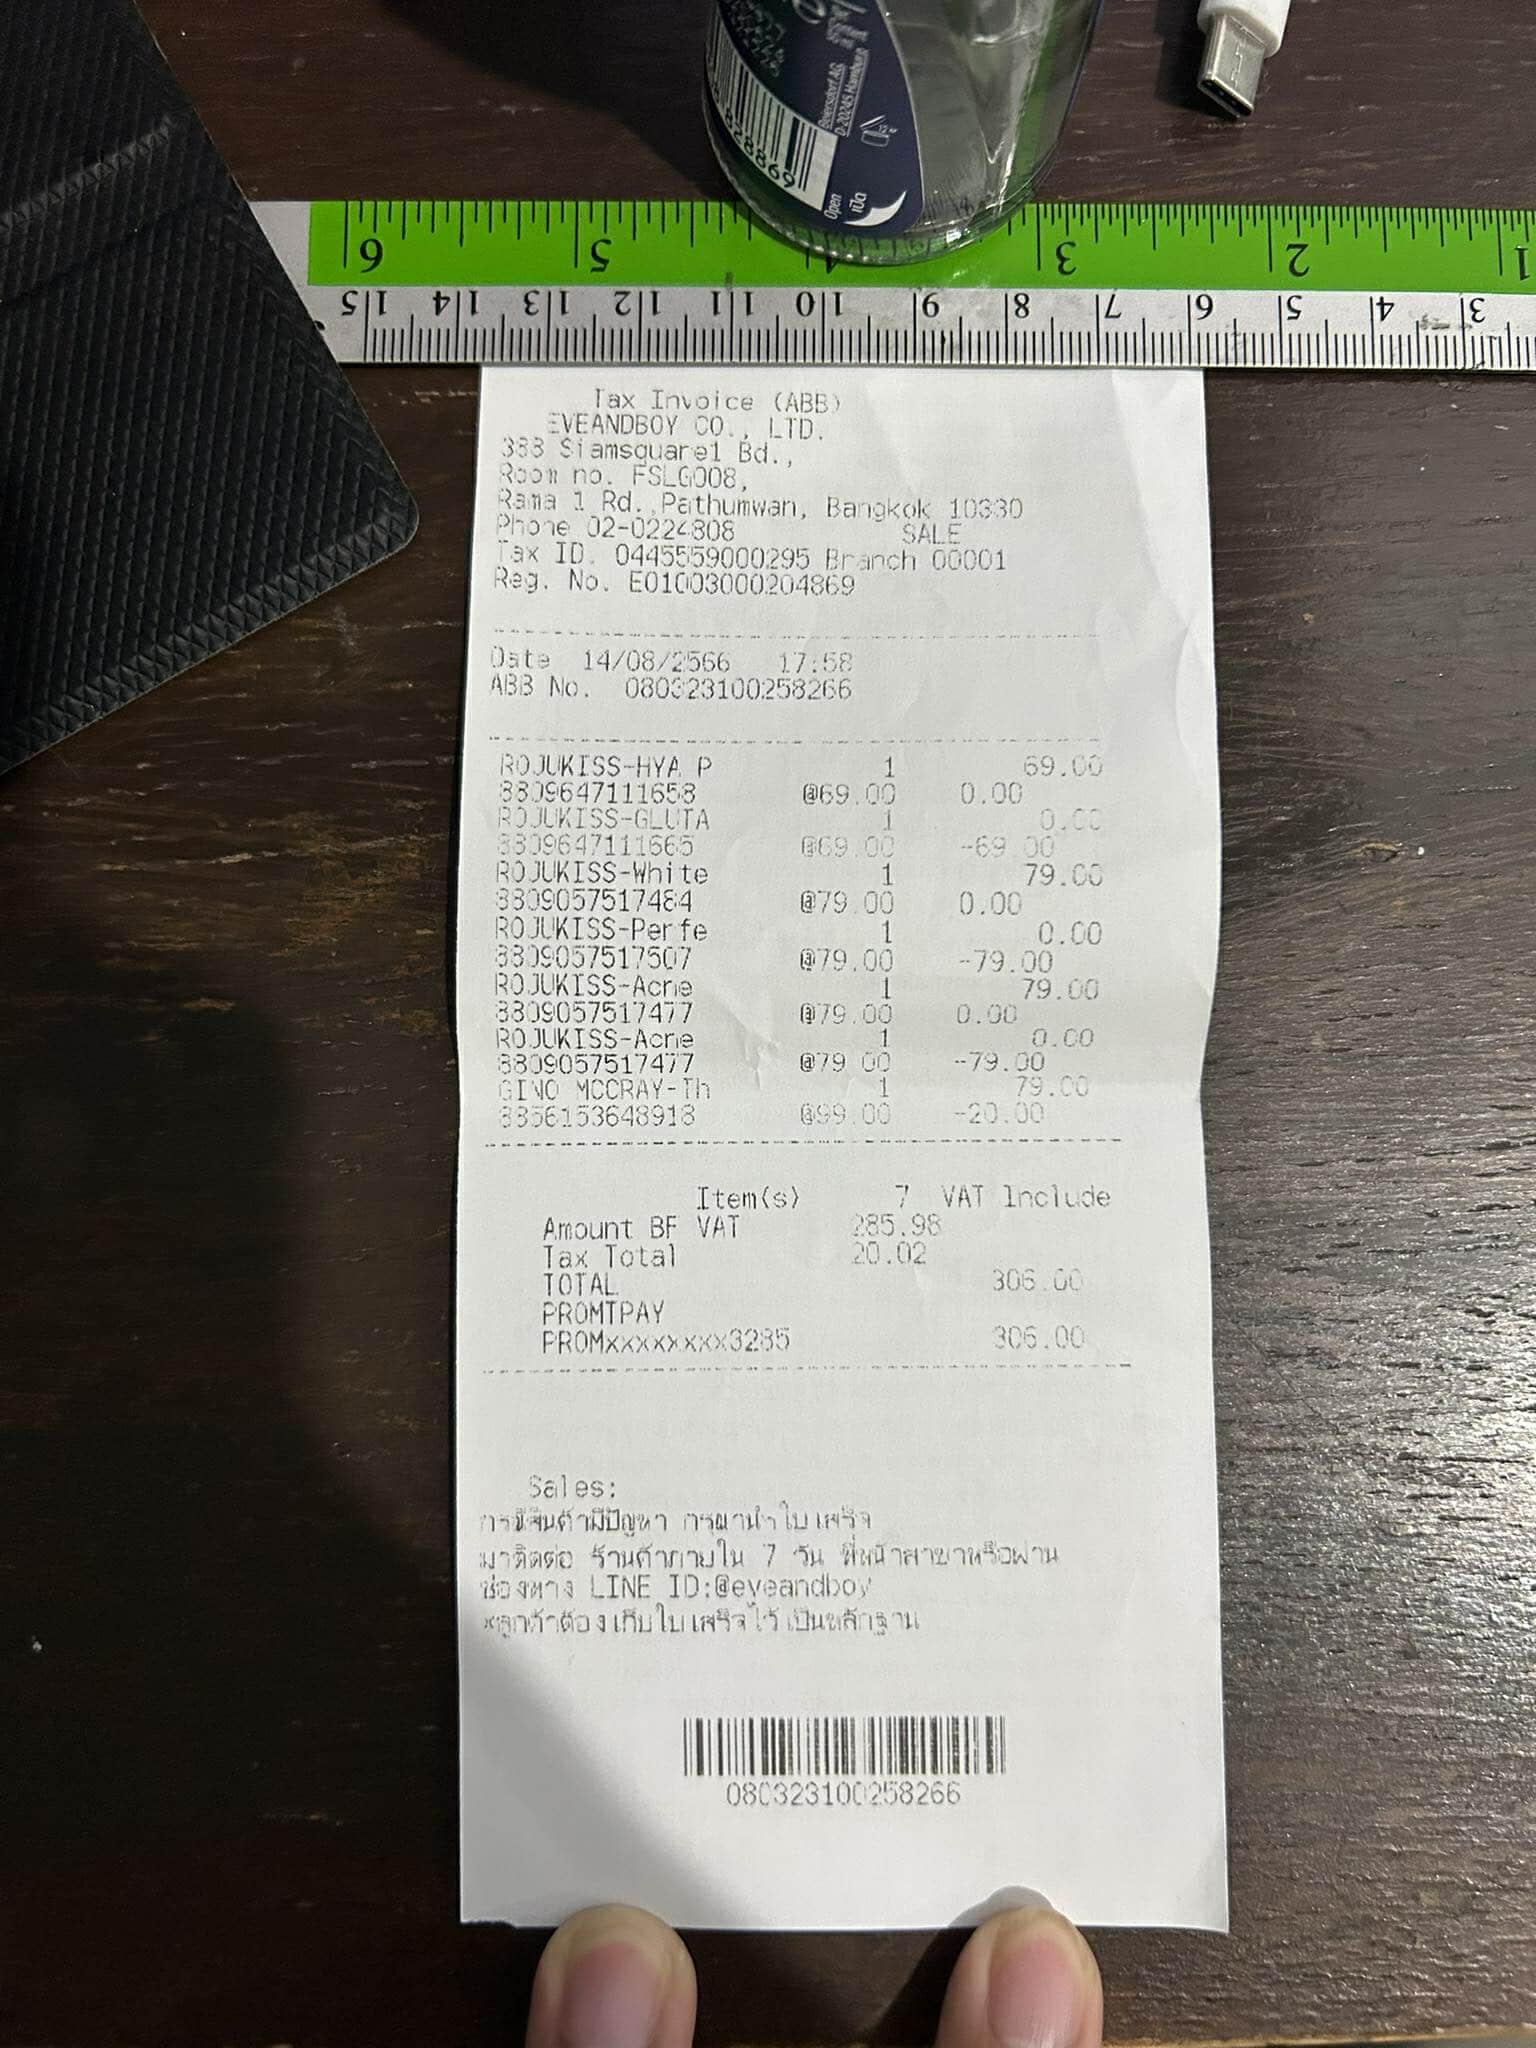 Beiersdorf AG
D-20245 Hamburg
Open
เปิด
6 5 4 3 2 1
15 14 13 12 11 10 9 8 7 6 5 4 3
Tax Invoice (ABB)
EVEANDBOY CO., LTD.
388 Siamsquare1 Bd.,
Room no. FSLG008,
Rama 1 Rd.,Pathumwan, Bangkok 10330
Phone 02-0224808 SALE
Tax ID. 0445559000295 Branch 00001
Reg. No. E01003000204869
Date 14/08/2566 17:58
ABB No. 080323100258266
ROJUKISS-HYA P 1 69.00
8809647111658 @69.00 0.00
ROJUKISS-GLUTA 1 0.00
8809647111665 @69.00 -69.00
ROJUKISS-White 1 79.00
8809057517484 @79.00 0.00
ROJUKISS-Perfe 1 0.00
8809057517507 @79.00 -79.00
ROJUKISS-Acne 1 79.00
8809057517477 @79.00 0.00
ROJUKISS-Acne 1 0.00
8809057517477 @79.00 -79.00
GINO MCCRAY-Th 1 79.00
8856153648918 @99.00 -20.00
Item(s) 7 VAT Include
Amount BF VAT 285.98
Tax Total 20.02
TOTAL 306.00
PROMTPAY
PROMxxxxxxxx3285 306.00
Sales:
กรณีสินค้ามีปัญหา กรุณานำใบเสร็จ
มาติดต่อ ร้านค้าภายใน 7 วัน ที่หน้าสาขาหรือผ่าน
ช่องทาง LINE ID:@eveandboy
*ลูกค้าต้องเก็บใบเสร็จไว้เป็นหลักฐาน
080323100258266